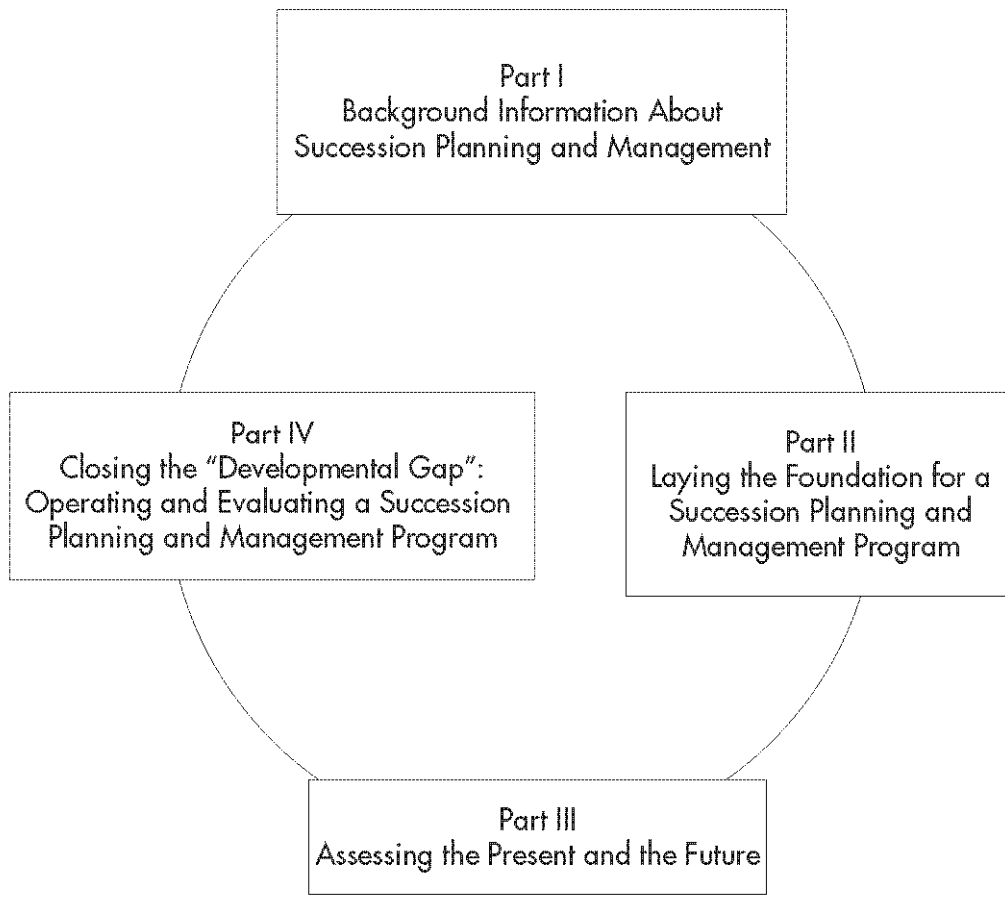 Part I
Background Information About
Succession Planning and Management
Part IV
Closing the “Developmental Gap”:
Operating and Evaluating a Succession
Planning and Management Program
Part II
Laying the Foundation for a
Succession Planning and
Management Program
Part III
Assessing the Present and the Future